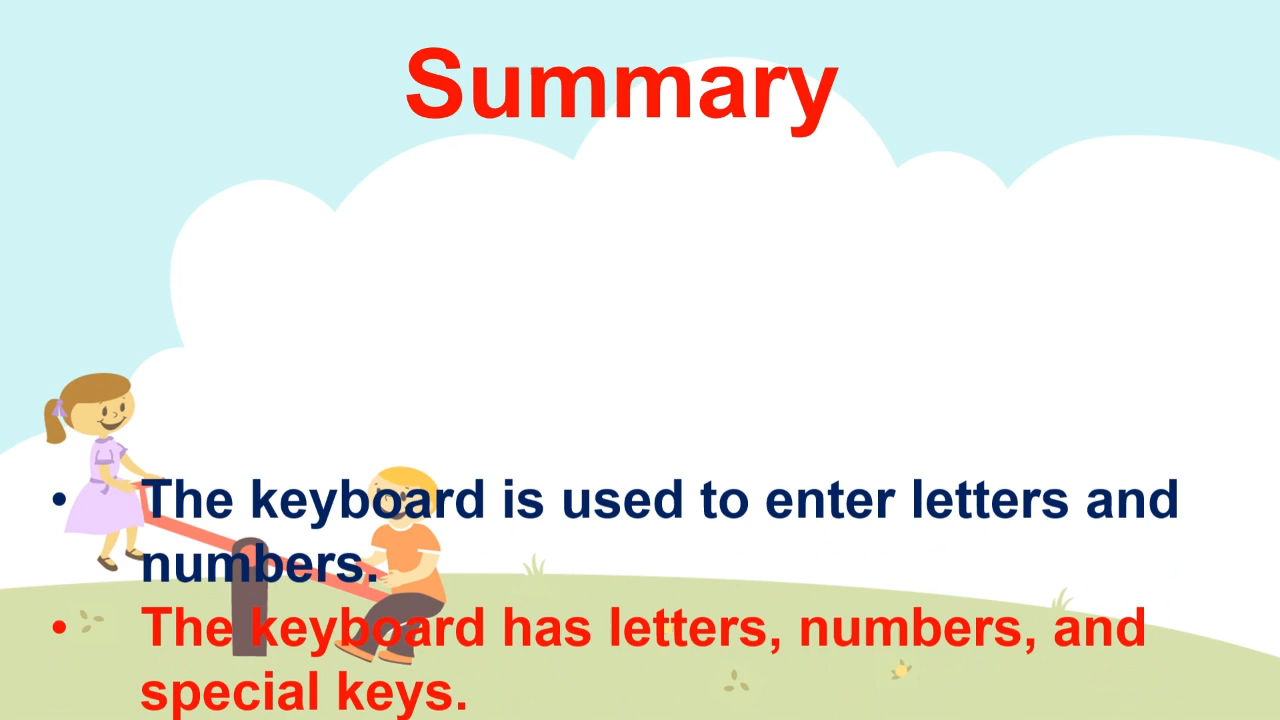 Summary
• The keyboard is used to enter letters and
numbers.
• The keyboard has letters, numbers, and
special keys.